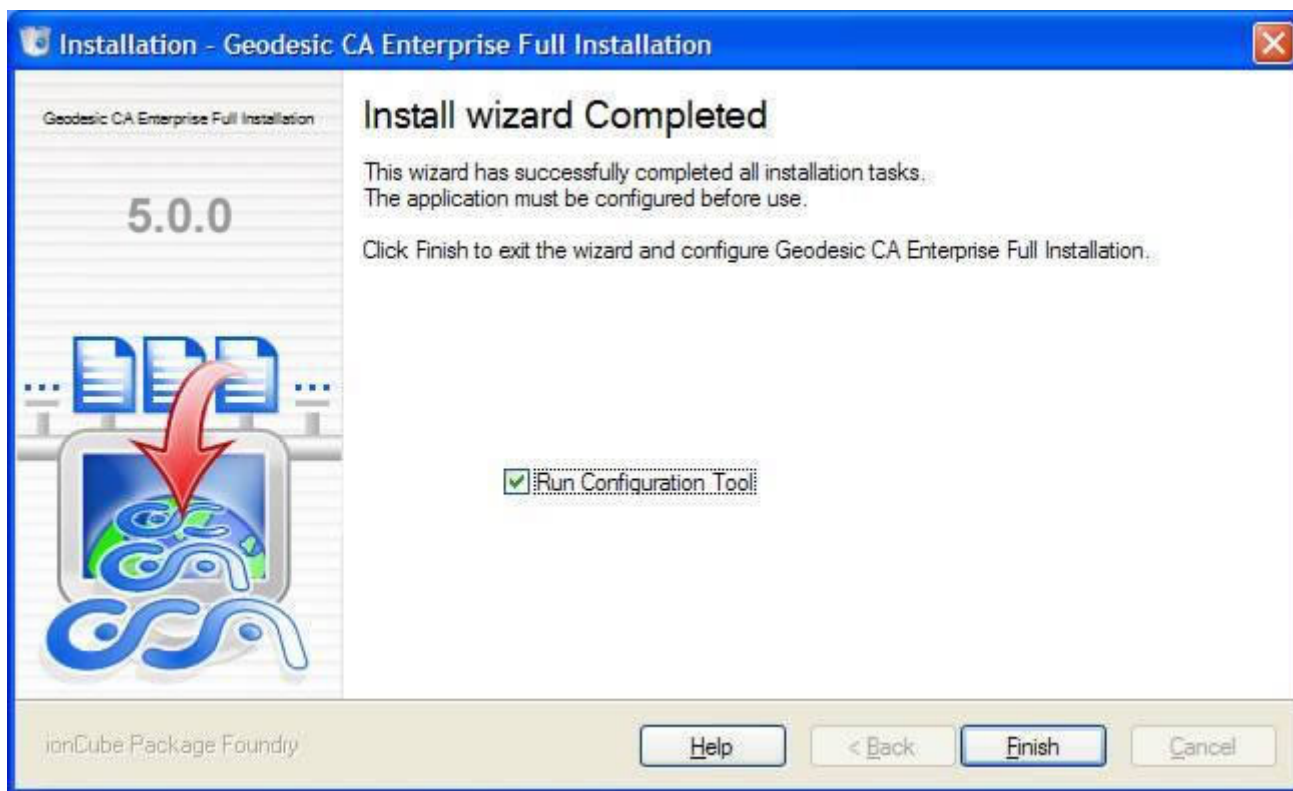 Installation - Geodesic CA Enterprise Full Installation
Geodesic CA Enterprise Full Installation
5.0.0
Install wizard Completed
This wizard has successfully completed all installation tasks.
The application must be configured before use.
Click Finish to exit the wizard and configure Geodesic CA Enterprise Full Installation.
Run Configuration Tool
ionCube Package Foundry
Help
< Back
Finish
Cancel